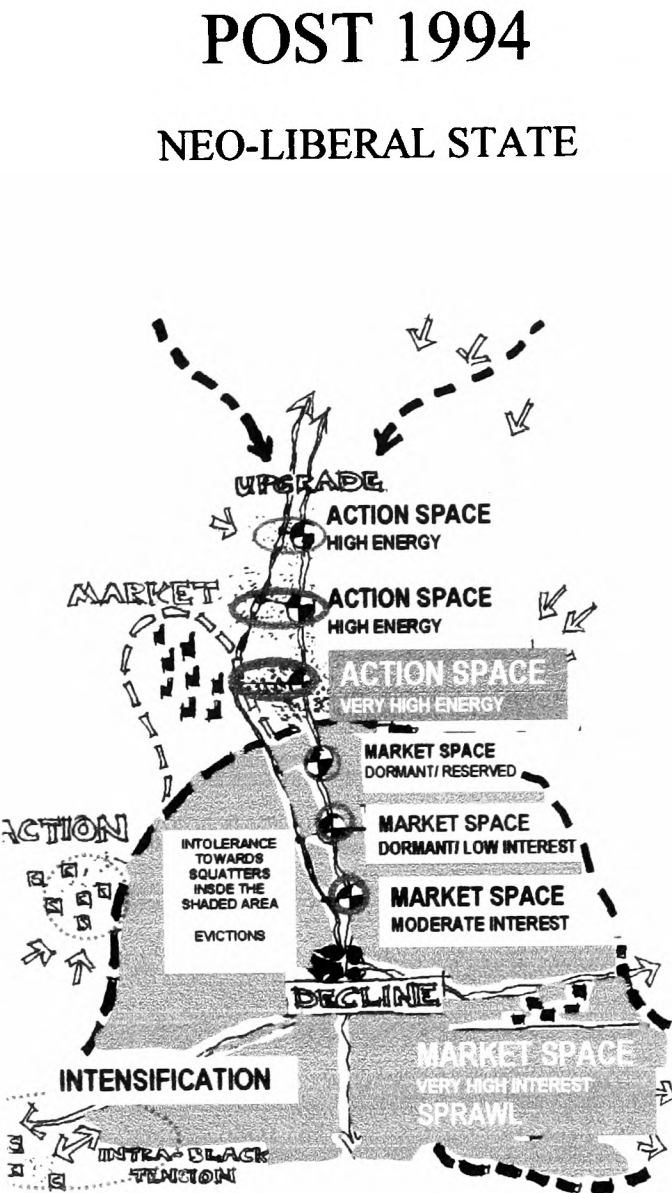 POST 1994
NEO-LIBERAL STATE
UPGRADE
ACTION SPACE
HIGH ENERGY
MARKET
ACTION SPACE
HIGH ENERGY
ACTION SPACE
VERY HIGH ENERGY
MARKET SPACE
DORMANT/ RESERVED
ACTION
MARKET SPACE
DORMANT/ LOW INTEREST
INTOLERANCE
TOWARDS
SQUATTERS
INSDE THE
SHADED AREA
EVICTIONS
MARKET SPACE
MODERATE INTEREST
DECLINE
MARKET SPACE
VERY HIGH INTEREST
SPRAWL
INTENSIFICATION
INTRA-BLACK
TENSION